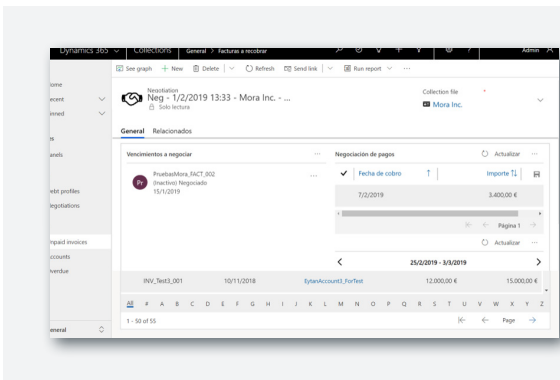 Dynamics 365 Collections General > Facturas a recobrar Admin
See graph + New Delete Refresh Send link Run report ...
Negotiation
Neg - 1/2/2019 13:33 - Mora Inc. - ...
Solo lectura
Collection file *
Mora Inc.
General Relacionados
ome
ecent
inned
anels
ebt profiles
egotiations
npaid invoices
ccounts
verdue
eneral
Vencimientos a negociar ...
PruebasMora_FACT_002 ...
Pr
(Inactivo) Negociado
15/1/2019
Negociación de pagos Actualizar
Fecha de cobro ↑ Importe ↑↓
7/2/2019 3.400,00 €
Página 1
Actualizar ...
25/2/2019 - 3/3/2019
INV_Test3_001 10/11/2018 EytanAccount3_ForTest 12.000,00 € 15.000,00 €
All # A B C D E F G H I J K L M N O P Q R S T U V W X Y Z
1 - 50 of 55 Page